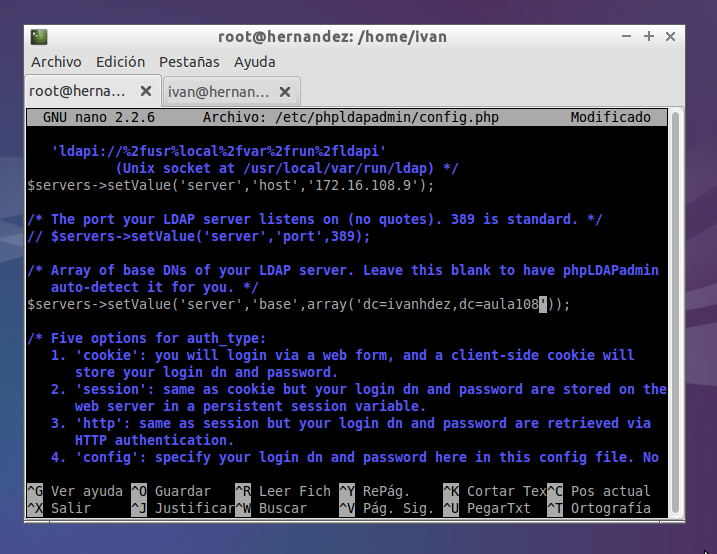 root@hernandez: /home/ivan
Archivo Edición Pestañas Ayuda
root@herna... ivan@hernan...
GNU nano 2.2.6 Archivo: /etc/phpldapadmin/config.php Modificado
'ldapi://%2fusr%local%2fvar%2frun%2fldapi'
(Unix socket at /usr/local/var/run/ldap) */
$servers->setValue('server','host','172.16.108.9');
/* The port your LDAP server listens on (no quotes). 389 is standard. */
// $servers->setValue('server','port',389);
/* Array of base DNs of your LDAP server. Leave this blank to have phpLDAPadmin
auto-detect it for you. */
$servers->setValue('server','base',array('dc=ivanhdez,dc=aula108'));
/* Five options for auth_type:
1. 'cookie': you will login via a web form, and a client-side cookie will
store your login dn and password.
2. 'session': same as cookie but your login dn and password are stored on the
web server in a persistent session variable.
3. 'http': same as session but your login dn and password are retrieved via
HTTP authentication.
4. 'config': specify your login dn and password here in this config file. No
^G Ver ayuda ^O Guardar ^R Leer Fich ^Y RePág. ^K Cortar Tex^C Pos actual
^X Salir ^J Justificar^W Buscar ^V Pág. Sig. ^U PegarTxt ^T Ortografía